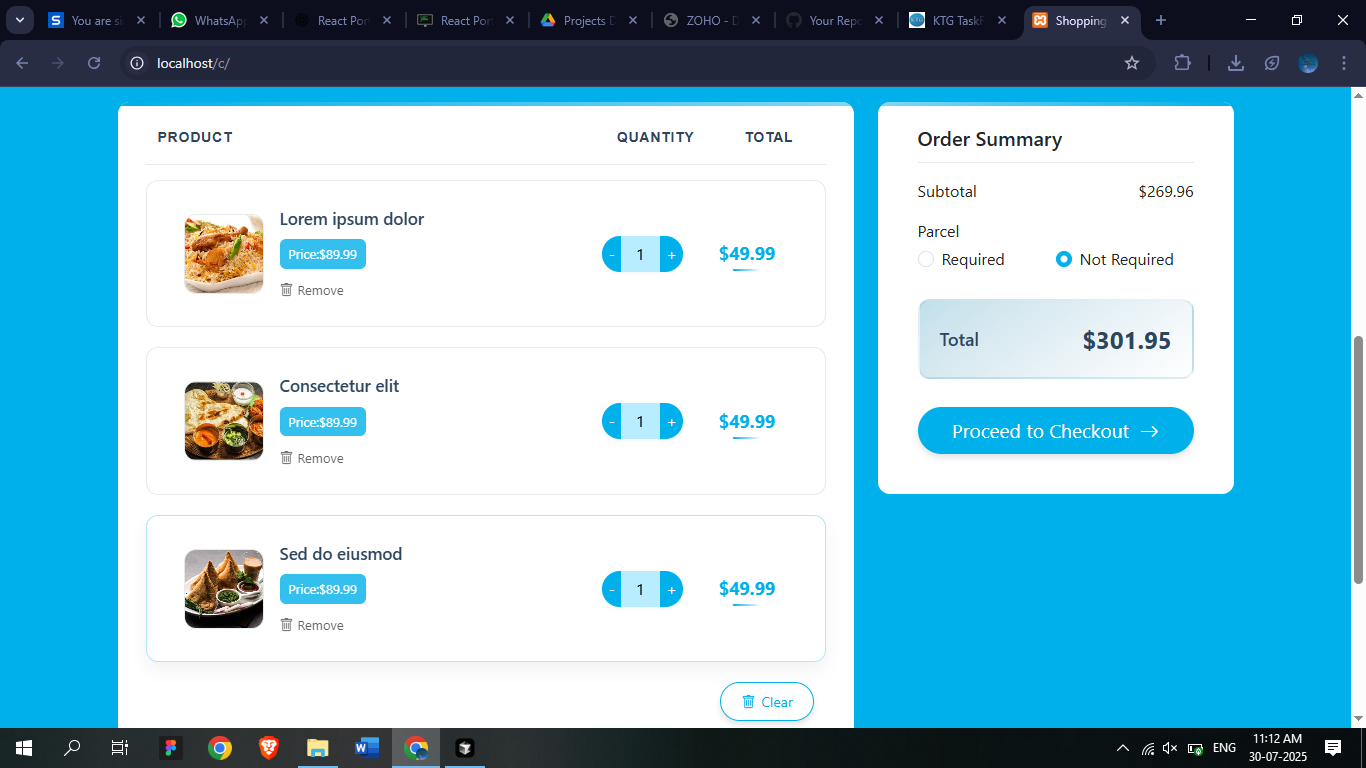 You are si
WhatsApp
React Por
React Por
Projects D
ZOHO - D
Your Repo
KTG TaskF
Shopping
localhost/c/
PRODUCT QUANTITY TOTAL
Lorem ipsum dolor
Price:$89.99
- 1 + $49.99
Remove
Consectetur elit
Price:$89.99
- 1 + $49.99
Remove
Sed do eiusmod
Price:$89.99
- 1 + $49.99
Remove
Clear
Order Summary
Subtotal $269.96
Parcel
Required Not Required
Total $301.95
Proceed to Checkout →
ENG
11:12 AM
30-07-2025